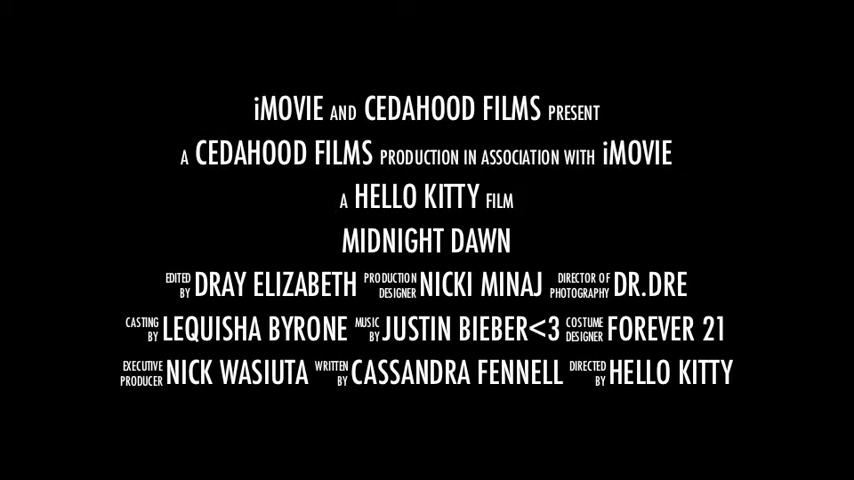 iMOVIE AND CEDAHOOD FILMS PRESENT
A CEDAHOOD FILMS PRODUCTION IN ASSOCIATION WITH iMOVIE
A HELLO KITTY FILM
MIDNIGHT DAWN
EDITED BY DRAY ELIZABETH PRODUCTION DESIGNER NICKI MINAJ DIRECTOR OF PHOTOGRAPHY DR.DRE
CASTING BY LEQUISHA BYRONE MUSIC BY JUSTIN BIEBER<3 COSTUME DESIGNER FOREVER 21
EXECUTIVE PRODUCER NICK WASIUTA WRITTEN BY CASSANDRA FENNELL DIRECTED BY HELLO KITTY